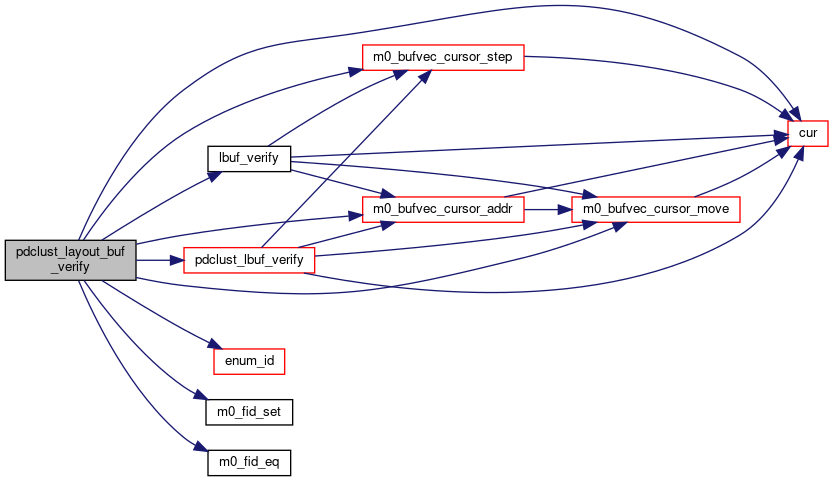 m0_bufvec_cursor_step
cur
lbuf_verify
m0_bufvec_cursor_addr
m0_bufvec_cursor_move
pdclust_layout_buf
_verify
pdclust_lbuf_verify
enum_id
m0_fid_set
m0_fid_eq